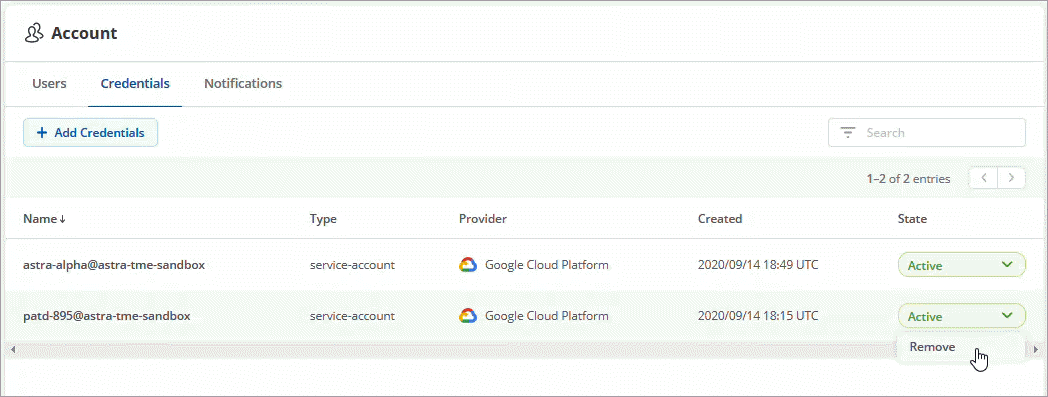 Account
Users Credentials Notifications
+ Add Credentials Search
1–2 of 2 entries
Name↓ Type Provider Created State
astra-alpha@astra-tme-sandbox service-account Google Cloud Platform 2020/09/14 18:49 UTC Active
patd-895@astra-tme-sandbox service-account Google Cloud Platform 2020/09/14 18:15 UTC Active
Remove